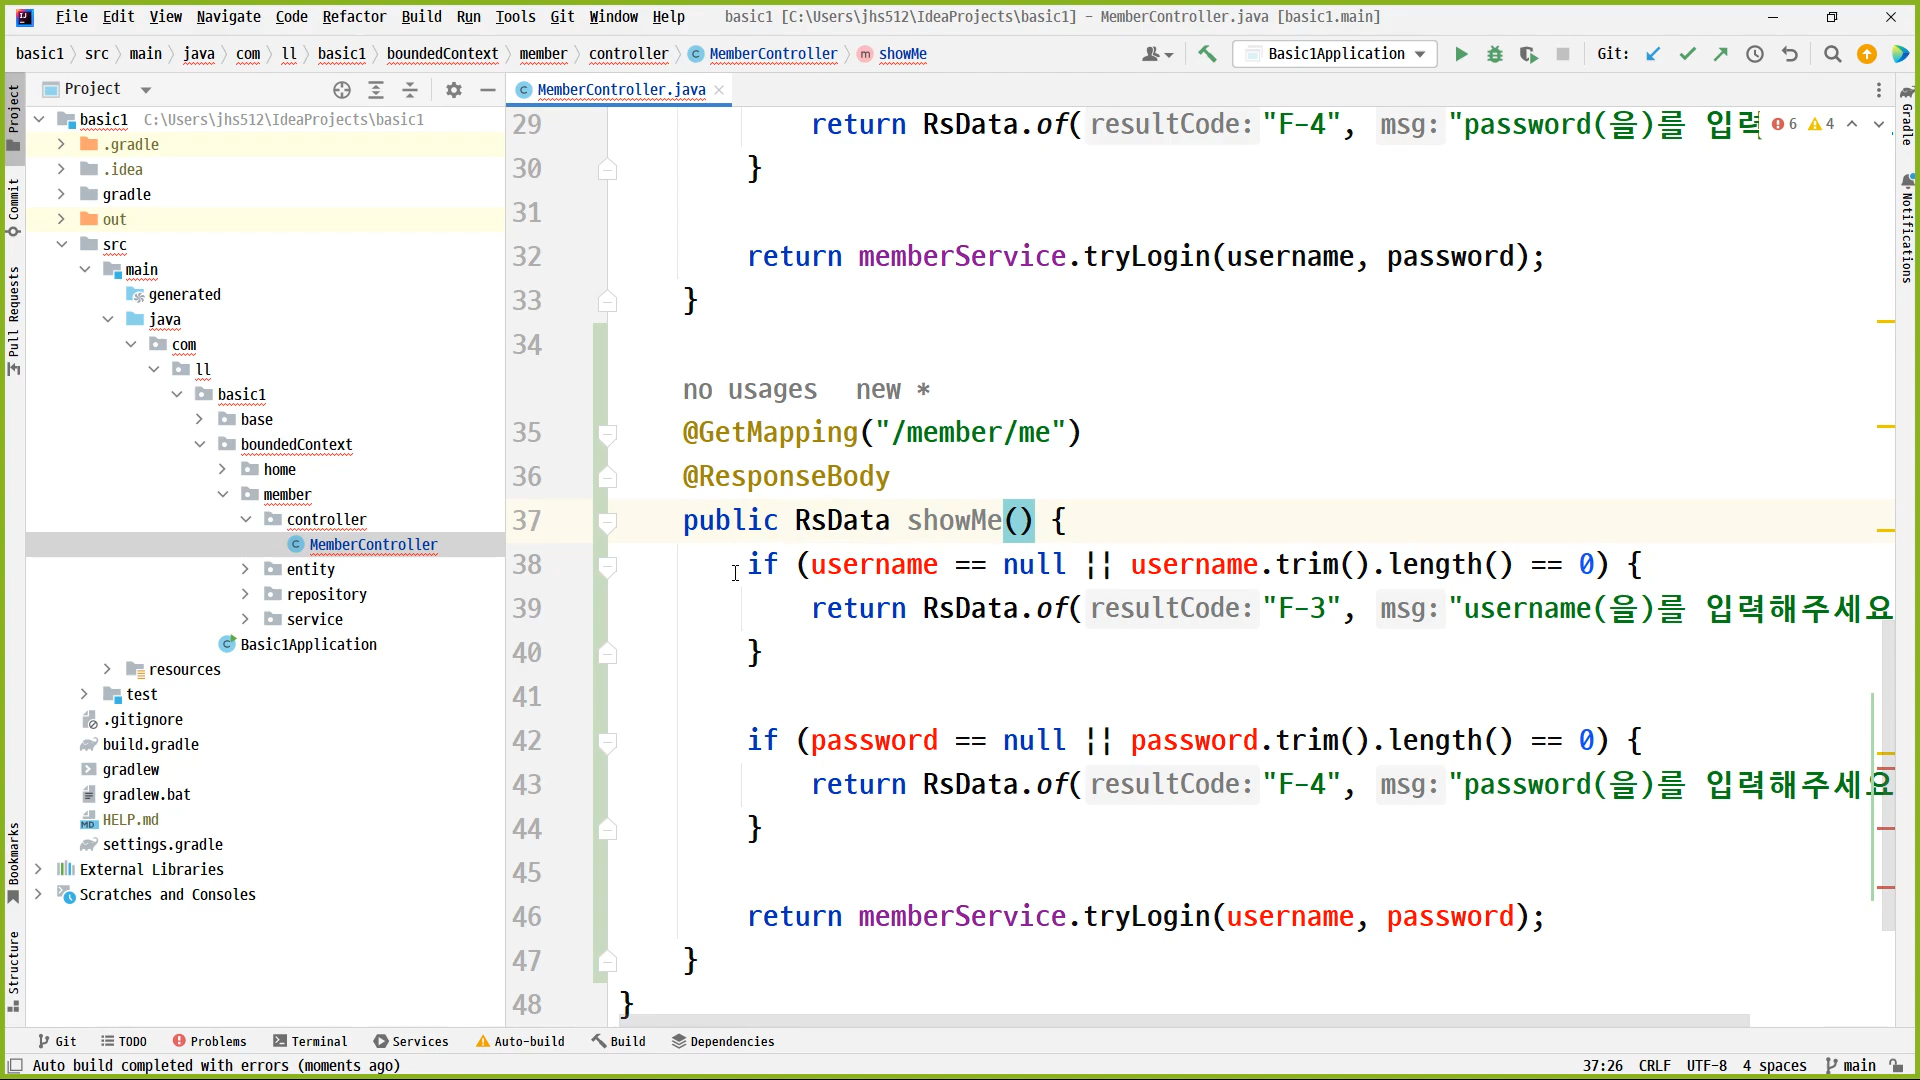 File Edit View Navigate Code Refactor Build Run Tools Git Window Help basic1 [C:\Users\jhs512\IdeaProjects\basic1] - MemberController.java [basic1.main]
basic1 src main java com ll basic1 boundedContext member controller MemberController showMe Basic1Application Git:
Project
MemberController.java
basic1 C:\Users\jhs512\IdeaProjects\basic1
.gradle
.idea
gradle
out
src
main
generated
java
com
ll
basic1
base
boundedContext
home
member
controller
MemberController
entity
repository
service
Basic1Application
resources
test
.gitignore
build.gradle
gradlew
gradlew.bat
HELP.md
settings.gradle
External Libraries
Scratches and Consoles
Project
Commit
Pull Requests
Bookmarks
Structure
29 return RsData.of( resultCode: "F-4", msg: "password(을)를 입력 6 4
30 }
31
32 return memberService.tryLogin(username, password);
33 }
34
no usages new *
35 @GetMapping("/member/me")
36 @ResponseBody
37 public RsData showMe() {
38 if (username == null || username.trim().length() == 0) {
39 return RsData.of( resultCode: "F-3", msg: "username(을)를 입력해주세요
40 }
41
42 if (password == null || password.trim().length() == 0) {
43 return RsData.of( resultCode: "F-4", msg: "password(을)를 입력해주세요
44 }
45
46 return memberService.tryLogin(username, password);
47 }
48 }
Gradle
Notifications
Git TODO Problems Terminal Services Auto-build Build Dependencies
Auto build completed with errors (moments ago) 37:26 CRLF UTF-8 4 spaces main